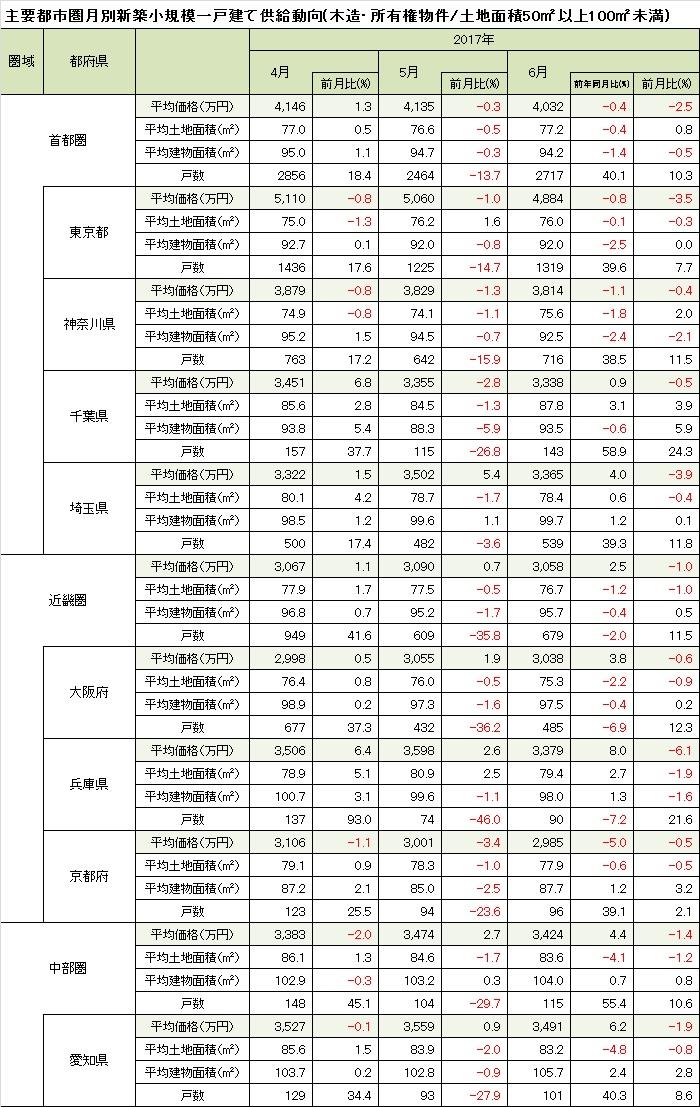 主要都市圏月別新築小規模一戸建て供給動向(木造・所有権物件/土地面積50㎡以上100㎡未満)
圏域 都府県 2017年
4月 前月比(%) 5月 前月比(%) 6月 前年同月比(%) 前月比(%)
首都圏
平均価格(万円) 4,146 1.3 4,135 -0.3 4,032 -0.4 -2.5
平均土地面積(㎡) 77.0 0.5 76.6 -0.5 77.2 -0.4 0.8
平均建物面積(㎡) 95.0 1.1 94.7 -0.3 94.2 -1.4 -0.5
戸数 2856 18.4 2464 -13.7 2717 40.1 10.3
東京都
平均価格(万円) 5,110 -0.8 5,060 -1.0 4,884 -0.8 -3.5
平均土地面積(㎡) 75.0 -1.3 76.2 1.6 76.0 -0.1 -0.3
平均建物面積(㎡) 92.7 0.1 92.0 -0.8 92.0 -2.5 0.0
戸数 1436 17.6 1225 -14.7 1319 39.6 7.7
神奈川県
平均価格(万円) 3,879 -0.8 3,829 -1.3 3,814 -1.1 -0.4
平均土地面積(㎡) 74.9 -0.8 74.1 -1.1 75.6 -1.8 2.0
平均建物面積(㎡) 95.2 1.5 94.5 -0.7 92.5 -2.4 -2.1
戸数 763 17.2 642 -15.9 716 38.5 11.5
千葉県
平均価格(万円) 3,451 6.8 3,355 -2.8 3,338 0.9 -0.5
平均土地面積(㎡) 85.6 2.8 84.5 -1.3 87.8 3.1 3.9
平均建物面積(㎡) 93.8 5.4 88.3 -5.9 93.5 -0.6 5.9
戸数 157 37.7 115 -26.8 143 58.9 24.3
埼玉県
平均価格(万円) 3,322 1.5 3,502 5.4 3,365 4.0 -3.9
平均土地面積(㎡) 80.1 4.2 78.7 -1.7 78.4 0.6 -0.4
平均建物面積(㎡) 98.5 1.2 99.6 1.1 99.7 1.2 0.1
戸数 500 17.4 482 -3.6 539 39.3 11.8
近畿圏
平均価格(万円) 3,067 1.1 3,090 0.7 3,058 2.5 -1.0
平均土地面積(㎡) 77.9 1.7 77.5 -0.5 76.7 -1.2 -1.0
平均建物面積(㎡) 96.8 0.7 95.2 -1.7 95.7 -0.4 0.5
戸数 949 41.6 609 -35.8 679 -2.0 11.5
大阪府
平均価格(万円) 2,998 0.5 3,055 1.9 3,038 3.8 -0.6
平均土地面積(㎡) 76.4 0.8 76.0 -0.5 75.3 -2.2 -0.9
平均建物面積(㎡) 98.9 0.2 97.3 -1.6 97.5 -0.4 0.2
戸数 677 37.3 432 -36.2 485 -6.9 12.3
兵庫県
平均価格(万円) 3,506 6.4 3,598 2.6 3,379 8.0 -6.1
平均土地面積(㎡) 78.9 5.1 80.9 2.5 79.4 2.7 -1.9
平均建物面積(㎡) 100.7 3.1 99.6 -1.1 98.0 1.3 -1.6
戸数 137 93.0 74 -46.0 90 -7.2 21.6
京都府
平均価格(万円) 3,106 -1.1 3,001 -3.4 2,985 -5.0 -0.5
平均土地面積(㎡) 79.1 0.9 78.3 -1.0 77.9 -0.6 -0.5
平均建物面積(㎡) 87.2 2.1 85.0 -2.5 87.7 1.2 3.2
戸数 123 25.5 94 -23.6 96 39.1 2.1
中部圏
平均価格(万円) 3,383 -2.0 3,474 2.7 3,424 4.4 -1.4
平均土地面積(㎡) 86.1 1.3 84.6 -1.7 83.6 -4.1 -1.2
平均建物面積(㎡) 102.9 -0.3 103.2 0.3 104.0 0.7 0.8
戸数 148 45.1 104 -29.7 115 55.4 10.6
愛知県
平均価格(万円) 3,527 -0.1 3,559 0.9 3,491 6.2 -1.9
平均土地面積(㎡) 85.6 1.5 83.9 -2.0 83.2 -4.8 -0.8
平均建物面積(㎡) 103.7 0.2 102.8 -0.9 105.7 2.4 2.8
戸数 129 34.4 93 -27.9 101 40.3 8.6